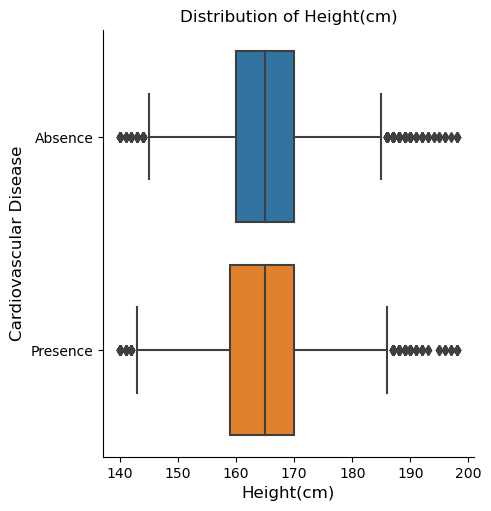 Distribution of Height(cm)
Cardiovascular Disease
Absence
Presence
140 150 160 170 180 190 200
Height(cm)